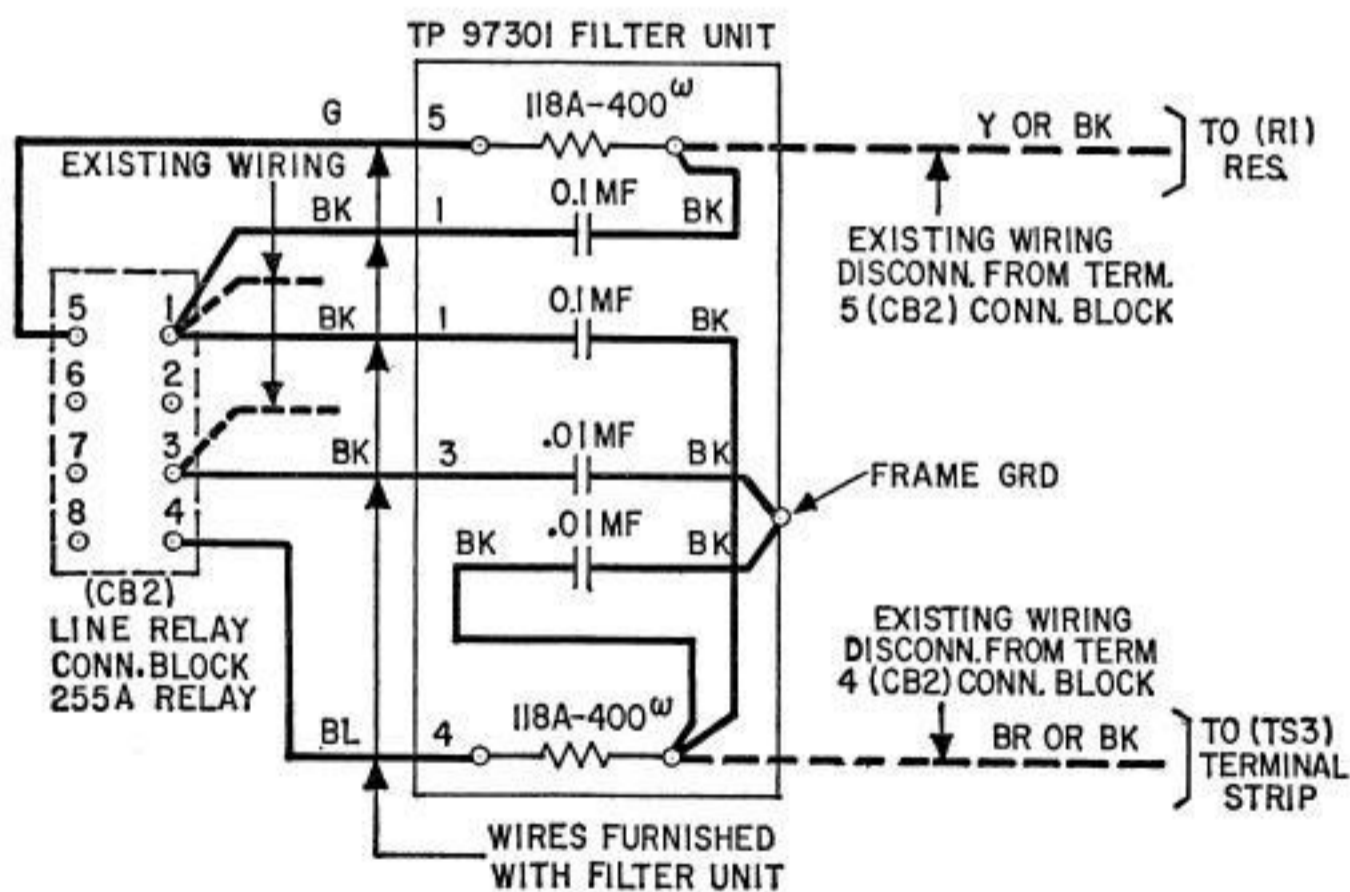 TP 97301 FILTER UNIT
G
5
118A-400ω
Y OR BK
TO (R1)
RES.
EXISTING WIRING
BK
1
0.1MF
BK
EXISTING WIRING
DISCONN. FROM TERM.
5 (CB2) CONN. BLOCK
5
1
BK
1
0.1MF
BK
6
2
7
3
BK
3
.01MF
BK
FRAME GRD
8
4
BK
.01MF
BK
(CB2)
LINE RELAY
CONN. BLOCK
255A RELAY
EXISTING WIRING
DISCONN. FROM TERM
4 (CB2) CONN. BLOCK
BL
4
118A-400ω
BR OR BK
TO (TS3)
TERMINAL
STRIP
WIRES FURNISHED
WITH FILTER UNIT